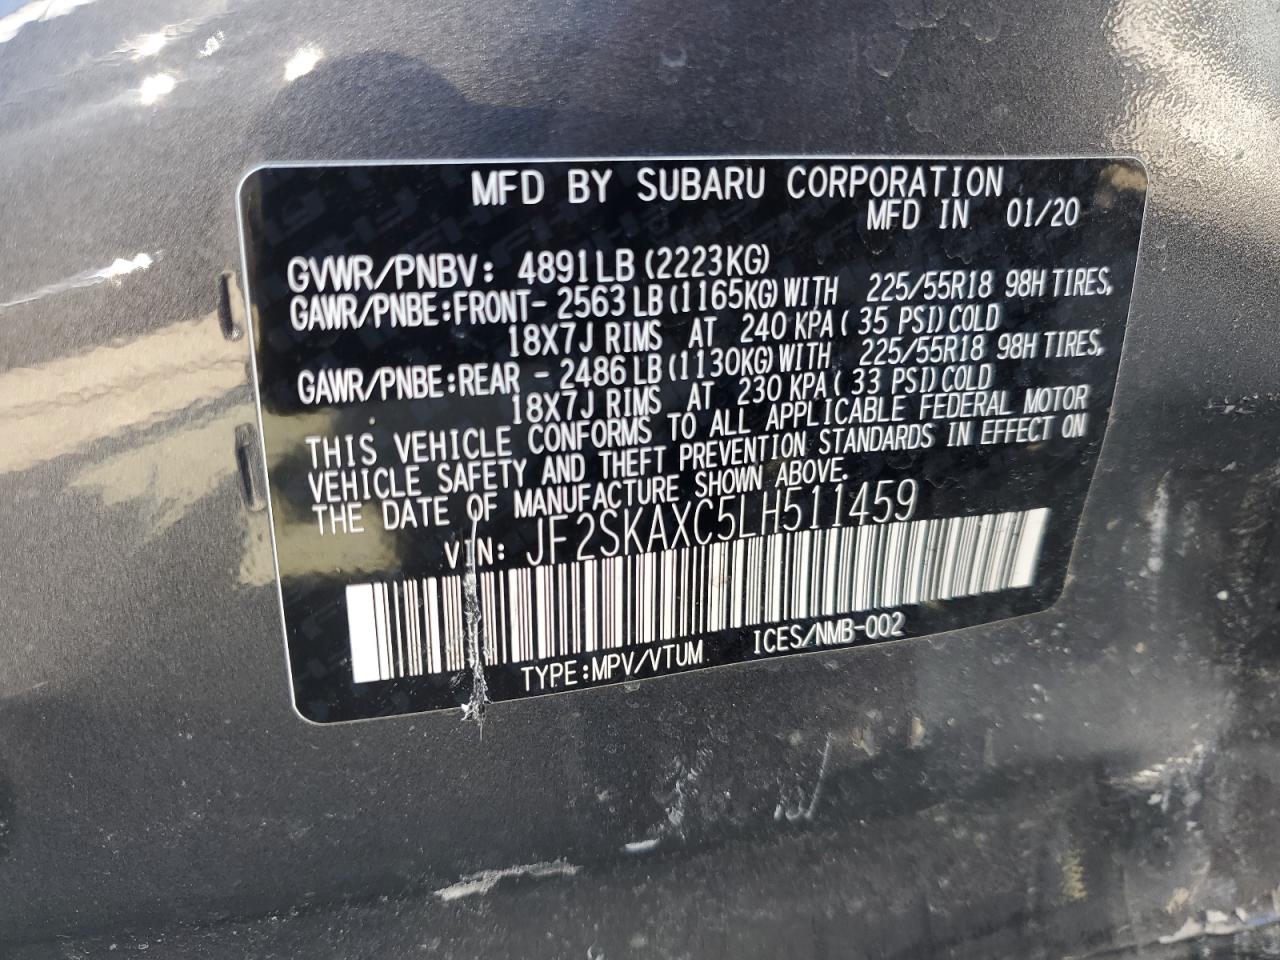 MFD BY SUBARU CORPORATION
MFD IN 01/20
GVWR/PNBV: 4891LB (2223KG)
GAWR/PNBE:FRONT- 2563 LB (1165KG) WITH 225/55R18 98H TIRES,
18X7J RIMS AT 240 KPA ( 35 PSI) COLD
GAWR/PNBE:REAR - 2486 LB (1130KG) WITH 225/55R18 98H TIRES,
18X7J RIMS AT 230 KPA ( 33 PSI) COLD
THIS VEHICLE CONFORMS TO ALL APPLICABLE FEDERAL MOTOR
VEHICLE SAFETY AND THEFT PREVENTION STANDARDS IN EFFECT ON
THE DATE OF MANUFACTURE SHOWN ABOVE.
VIN: JF2SKAXC5LH511459
TYPE:MPV/VTUM ICES/NMB-002